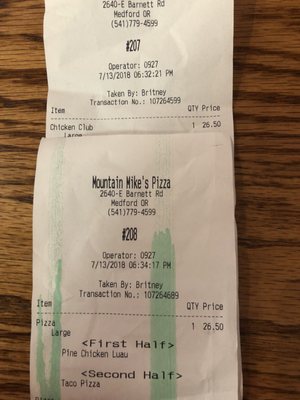 2640-E Barnett Rd
Medford OR
(541)779-4599
#207
Operator: 0927
7/13/2018 06:32:21 PM
Taken By: Britney
Transaction No.: 107264599
Item QTY Price
Chicken Club 1 26.50
Large
Mountain Mike's Pizza
2640-E Barnett Rd
Medford OR
(541)779-4599
#208
Operator: 0927
7/13/2018 06:34:17 PM
Taken By: Britney
Transaction No.: 107264689
Item QTY Price
Pizza 1 26.50
Large
<First Half>
Pine Chicken Luau
<Second Half>
Taco Pizza